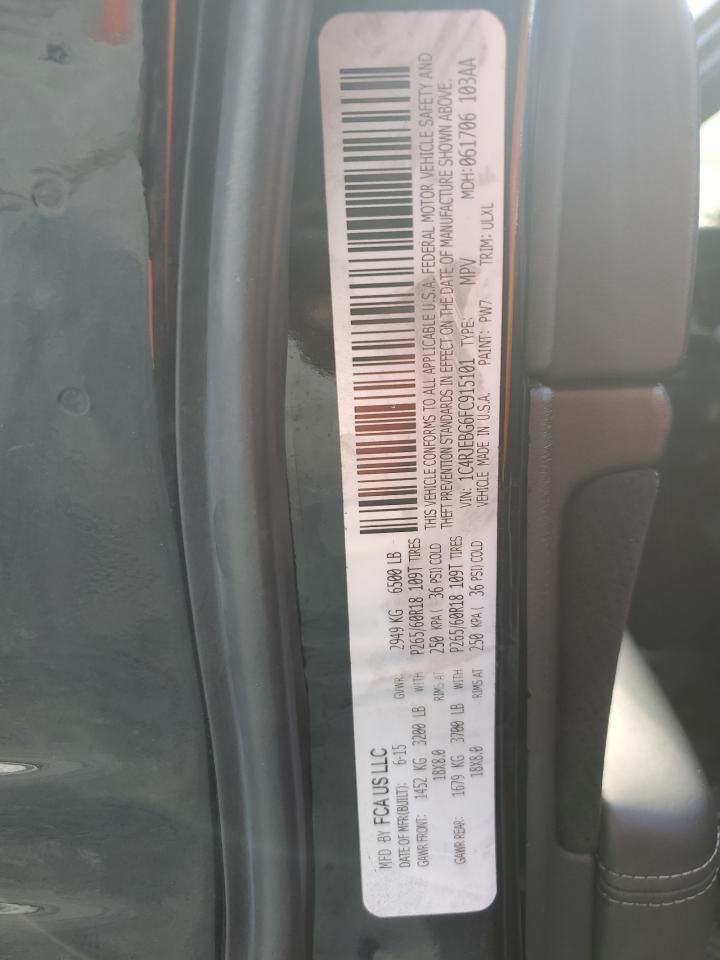 MFD BY FCA US LLC
DATE OF MFR(BUILT): 6-15 GVWR: 2949 KG 6500 LB
GAWR FRONT: 1452 KG 3200 LB WITH P265/60R18 109T TIRES
18X8.0 RIMS AT 250 KPA( 36 PSI) COLD
GAWR REAR: 1679 KG 3700 LB WITH P265/60R18 109T TIRES
18X8.0 RIMS AT 250 KPA( 36 PSI) COLD
THIS VEHICLE CONFORMS TO ALL APPLICABLE U.S.A. FEDERAL MOTOR VEHICLE SAFETY AND
THEFT PREVENTION STANDARDS IN EFFECT ON THE DATE OF MANUFACTURE SHOWN ABOVE.
VIN: 1C4RJEBG6FC915101 TYPE: MPV MDH:061706 103AA
VEHICLE MADE IN U.S.A. PAINT: PW7 TRIM: ULXL